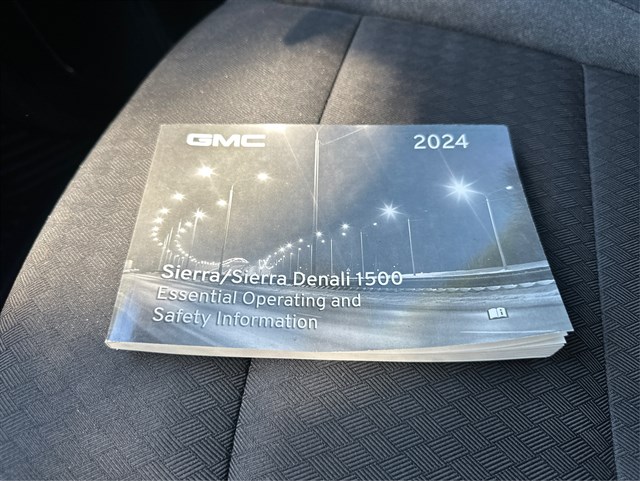 GMC 2024
Sierra/Sierra Denali 1500
Essential Operating and
Safety Information